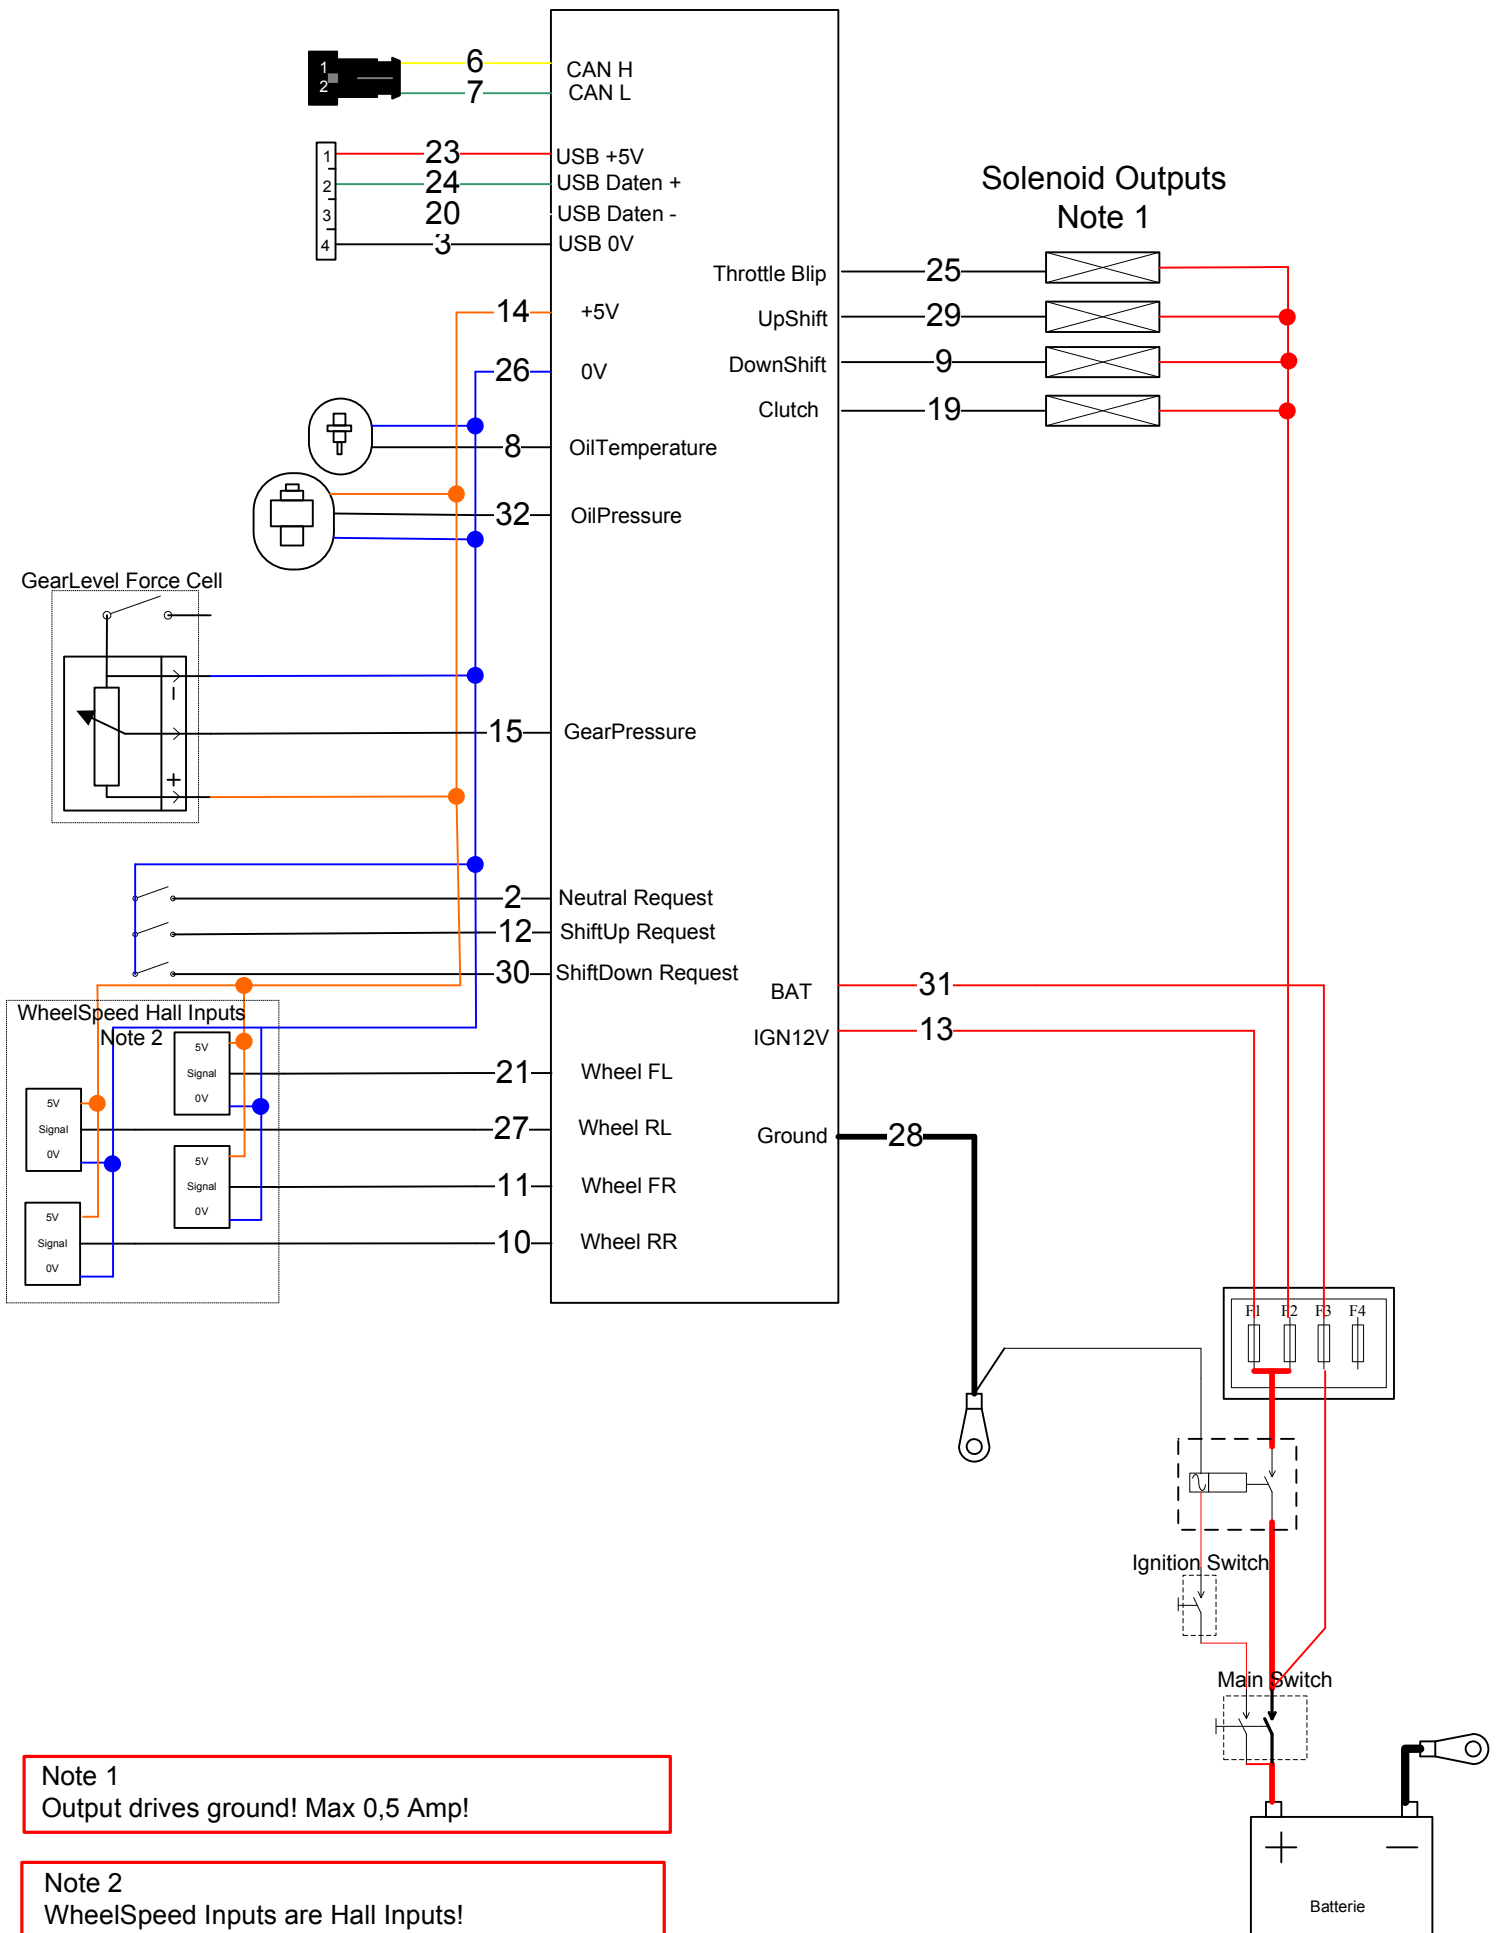 1
2
6
7
CAN H
CAN L
1
2
3
4
23
24
20
3
USB +5V
USB Daten +
USB Daten -
USB 0V
Solenoid Outputs
Note 1
14
+5V
26
0V
8
OilTemperature
32
OilPressure
Throttle Blip
25
UpShift
29
DownShift
9
Clutch
19
GearLevel Force Cell
–
+
15
GearPressure
2
Neutral Request
12
ShiftUp Request
30
ShiftDown Request
BAT
31
IGN12V
13
Ground
28
WheelSpeed Hall Inputs
Note 2
5V
Signal
0V
5V
Signal
0V
5V
Signal
0V
5V
Signal
0V
21
Wheel FL
27
Wheel RL
11
Wheel FR
10
Wheel RR
F1
F2
F3
F4
Ignition Switch
Main Switch
+
–
Batterie
Note 1
Output drives ground! Max 0,5 Amp!
Note 2
WheelSpeed Inputs are Hall Inputs!